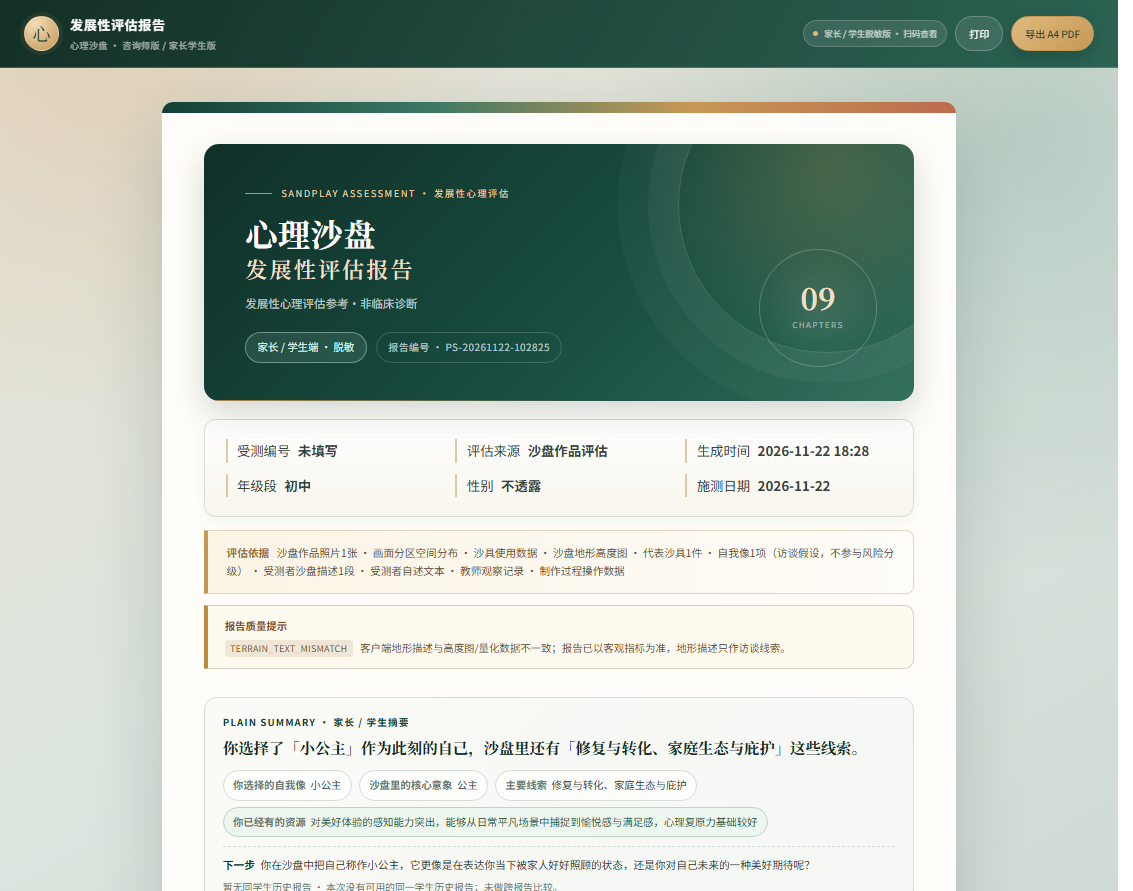 心
发展性评估报告
心理沙盘 · 咨询师版 / 家长学生版
家长 / 学生脱敏版 · 扫码查看
打印
导出 A4 PDF
SANDPLAY ASSESSMENT · 发展性心理评估
心理沙盘
发展性评估报告
发展性心理评估参考·非临床诊断
家长 / 学生端 · 脱敏
报告编号 · PS-20261122-102825
09
CHAPTERS
受测编号 未填写
评估来源 沙盘作品评估
生成时间 2026-11-22 18:28
年级段 初中
性别 不透露
施测日期 2026-11-22
评估依据 沙盘作品照片1张 · 画面分区空间分布 · 沙具使用数据 · 沙盘地形高度图 · 代表沙具1件 · 自我像1项（访谈假设，不参与风险分
级） · 受测者沙盘描述1段 · 受测者自述文本 · 教师观察记录 · 制作过程操作数据
报告质量提示
TERRAIN_TEXT_MISMATCH 客户端地形描述与高度图/量化数据不一致；报告已以客观指标为准，地形描述只作访谈线索。
PLAIN SUMMARY · 家长 / 学生摘要
你选择了「小公主」作为此刻的自己，沙盘里还有「修复与转化、家庭生态与庇护」这些线索。
你选择的自我像 小公主
沙盘里的核心意象 公主
主要线索 修复与转化、家庭生态与庇护
你已经有的资源 对美好体验的感知能力突出，能够从日常平凡场景中捕捉到愉悦感与满足感，心理复原力基础较好
下一步 你在沙盘中把自己称作小公主，它更像是在表达你当下被家人好好照顾的状态，还是你对自己未来的一种美好期待呢？
暂无同学生历史报告 · 本次没有可用的同一学生历史报告；未做跨报告比较。